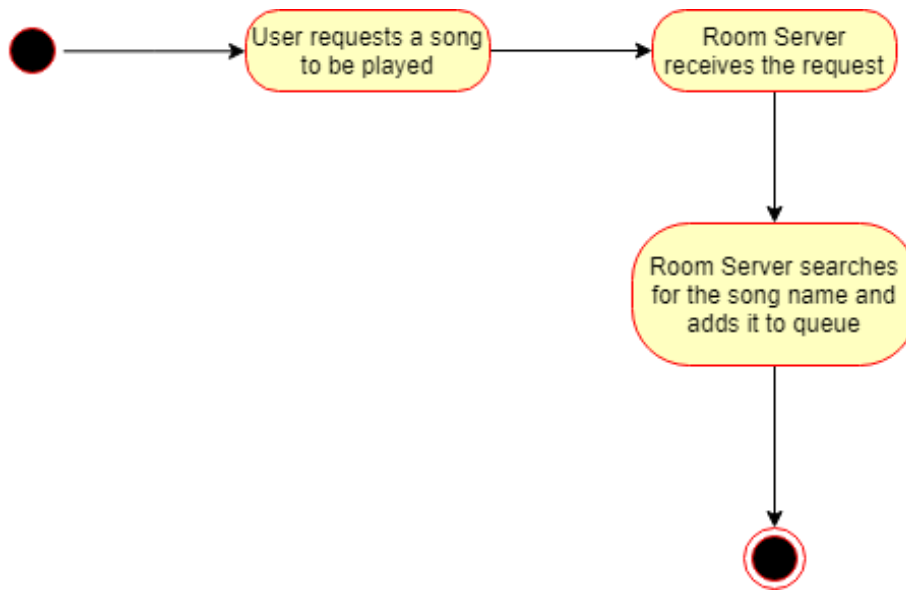 User requests a song
to be played
Room Server
receives the request
Room Server searches
for the song name and
adds it to queue